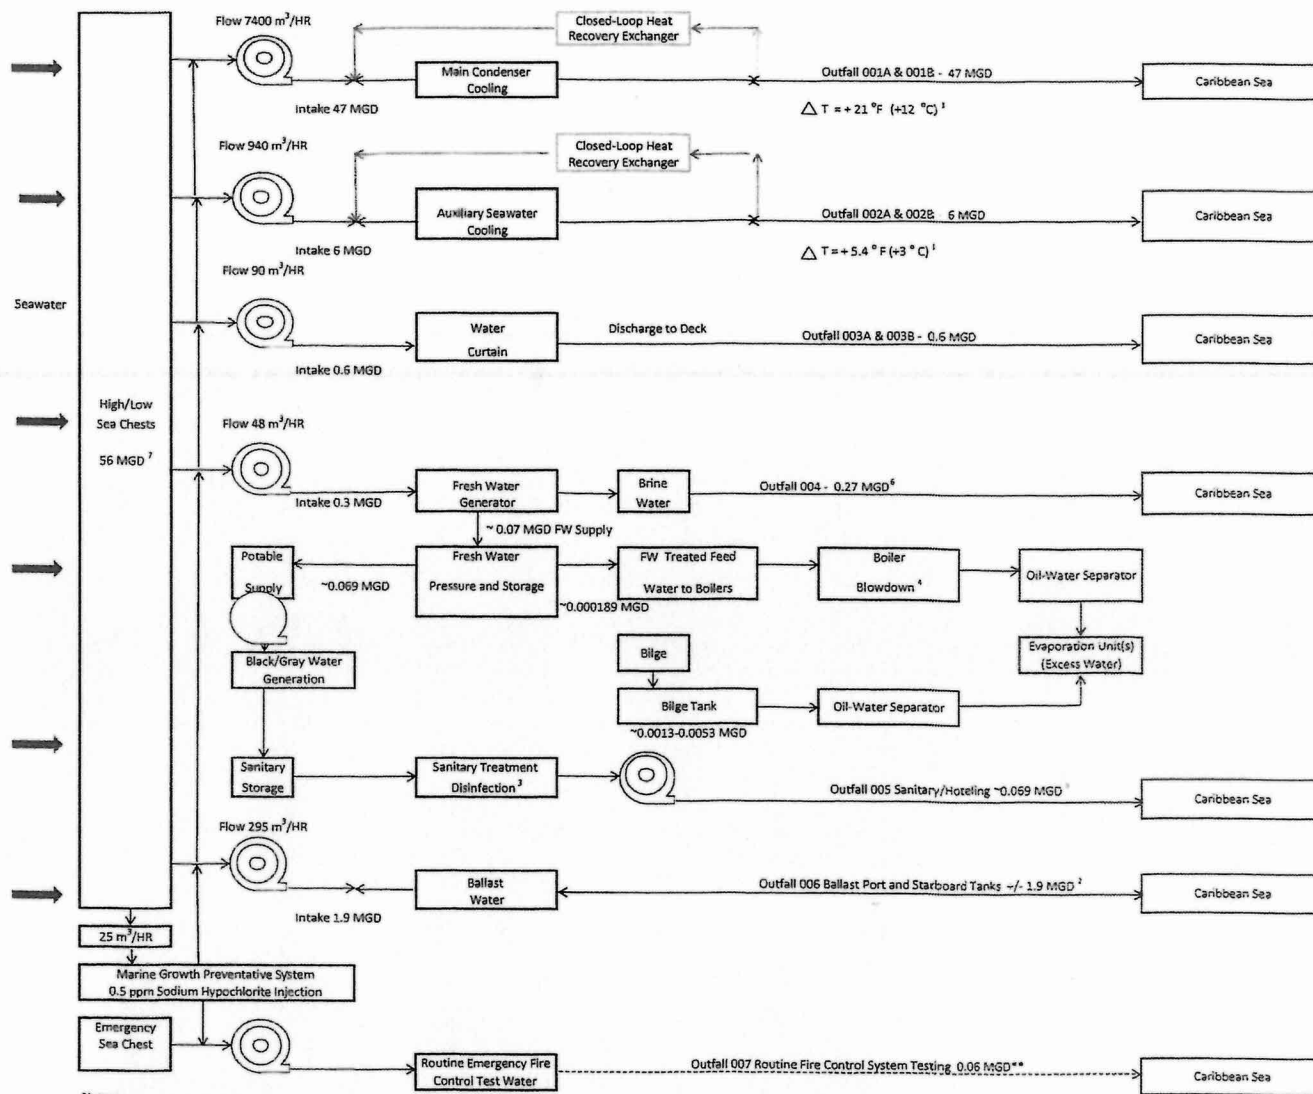 Flow 7400 m³/HR
Closed-Loop Heat
Recovery Exchanger
Main Condenser
Cooling
Intake 47 MGD
Outfall 001A & 001B - 47 MGD
△ T = + 21 °F (+12 °C) ¹
Caribbean Sea
Flow 940 m³/HR
Closed-Loop Heat
Recovery Exchanger
Auxiliary Seawater
Cooling
Intake 6 MGD
Outfall 002A & 002B - 6 MGD
△ T = + 5.4 °F (+3 °C) ¹
Caribbean Sea
Flow 90 m³/HR
Seawater
Water
Curtain
Discharge to Deck
Outfall 003A & 003B - 0.6 MGD
Caribbean Sea
Intake 0.6 MGD
High/Low
Sea Chests
56 MGD ⁷
Flow 48 m³/HR
Intake 0.3 MGD
Fresh Water
Generator
Brine
Water
Outfall 004 - 0.27 MGD⁶
Caribbean Sea
~ 0.07 MGD FW Supply
Potable
Supply
~0.069 MGD
Fresh Water
Pressure and Storage
~0.000189 MGD
FW Treated Feed
Water to Boilers
Boiler
Blowdown ⁴
Oil-Water Separator
Evaporation Unit(s)
(Excess Water)
Black/Gray Water
Generation
Bilge
Bilge Tank
~0.0013-0.0053 MGD
Oil-Water Separator
Sanitary
Storage
Sanitary Treatment
Disinfection ³
Outfall 005 Sanitary/Hoteling ~0.069 MGD
Caribbean Sea
Flow 295 m³/HR
Intake 1.9 MGD
Ballast
Water
Outfall 006 Ballast Port and Starboard Tanks +/- 1.9 MGD ²
Caribbean Sea
25 m³/HR
Marine Growth Preventative System
0.5 ppm Sodium Hypochlorite Injection
Emergency
Sea Chest
Routine Emergency Fire
Control Test Water
Outfall 007 Routine Fire Control System Testing 0.06 MGD**
Caribbean Sea